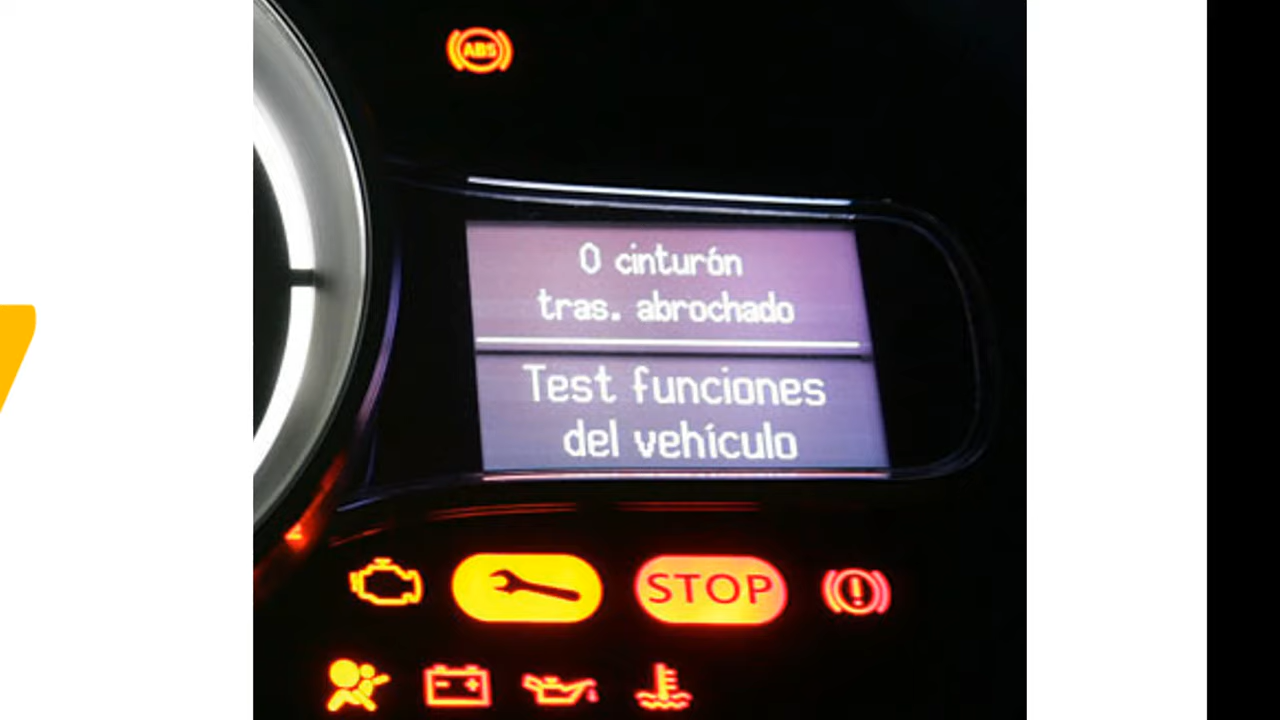 ABS
0 cinturón
tras. abrochado
Test funciones
del vehículo
STOP